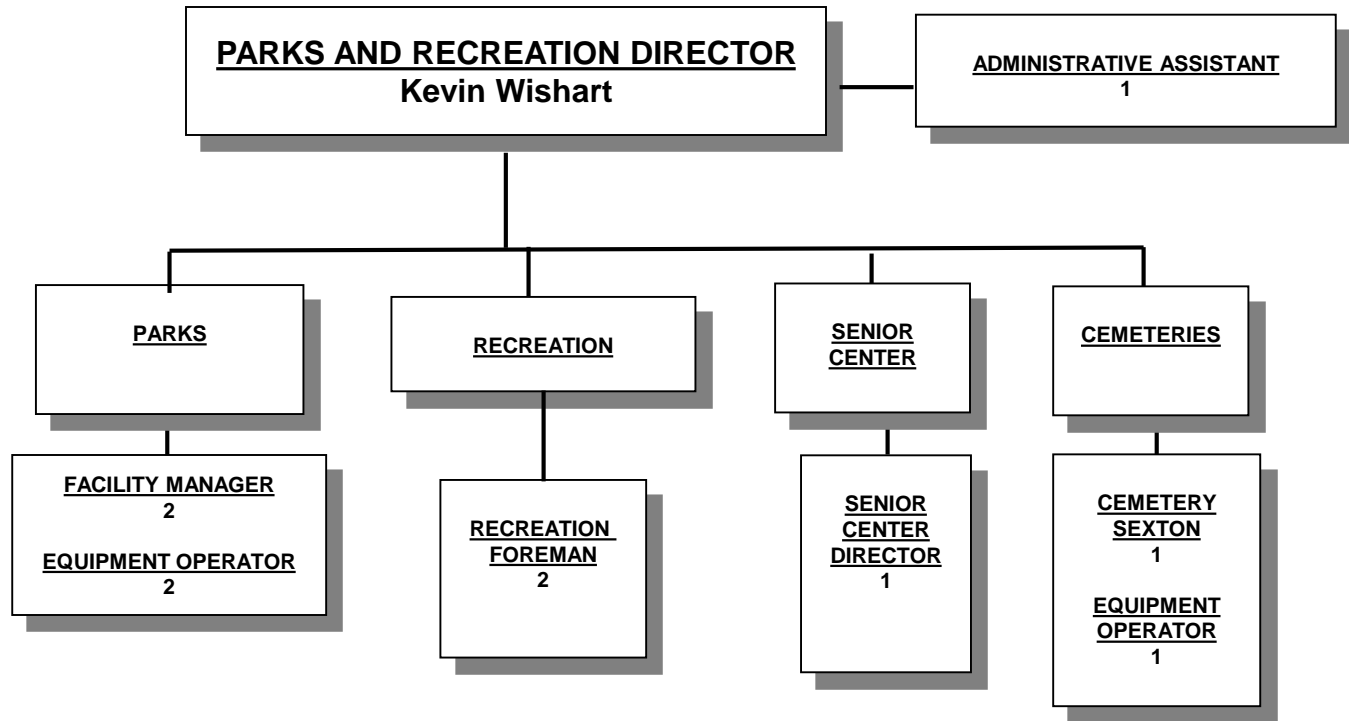 PARKS AND RECREATION DIRECTOR
Kevin Wishart
ADMINISTRATIVE ASSISTANT
1
PARKS
RECREATION
SENIOR
CENTER
CEMETERIES
FACILITY MANAGER
2
EQUIPMENT OPERATOR
2
RECREATION
FOREMAN
2
SENIOR
CENTER
DIRECTOR
1
CEMETERY
SEXTON
1
EQUIPMENT
OPERATOR
1